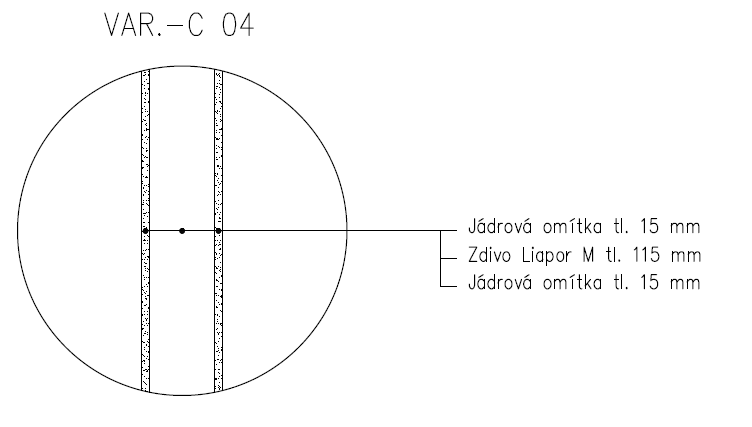 VAR.-C 04
Jádrová omítka tl. 15 mm
Zdivo Liapor M tl. 115 mm
Jádrová omítka tl. 15 mm